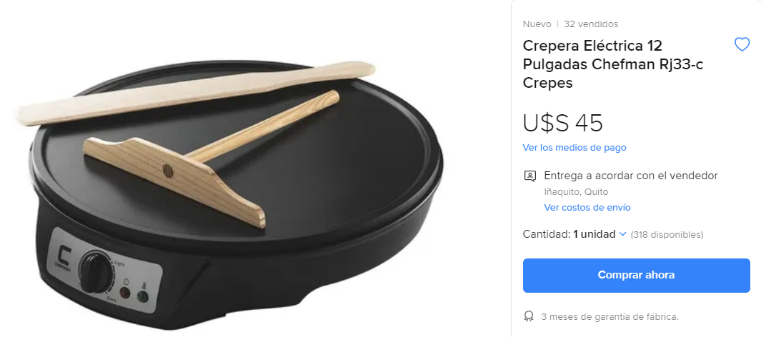 Nuevo | 32 vendidos
Crepera Eléctrica 12
Pulgadas Chefman Rj33-c
Crepes
U$S 45
Ver los medios de pago
Entrega a acordar con el vendedor
Iñaquito, Quito
Ver costos de envío
Cantidad: 1 unidad (318 disponibles)
Comprar ahora
3 meses de garantía de fábrica.